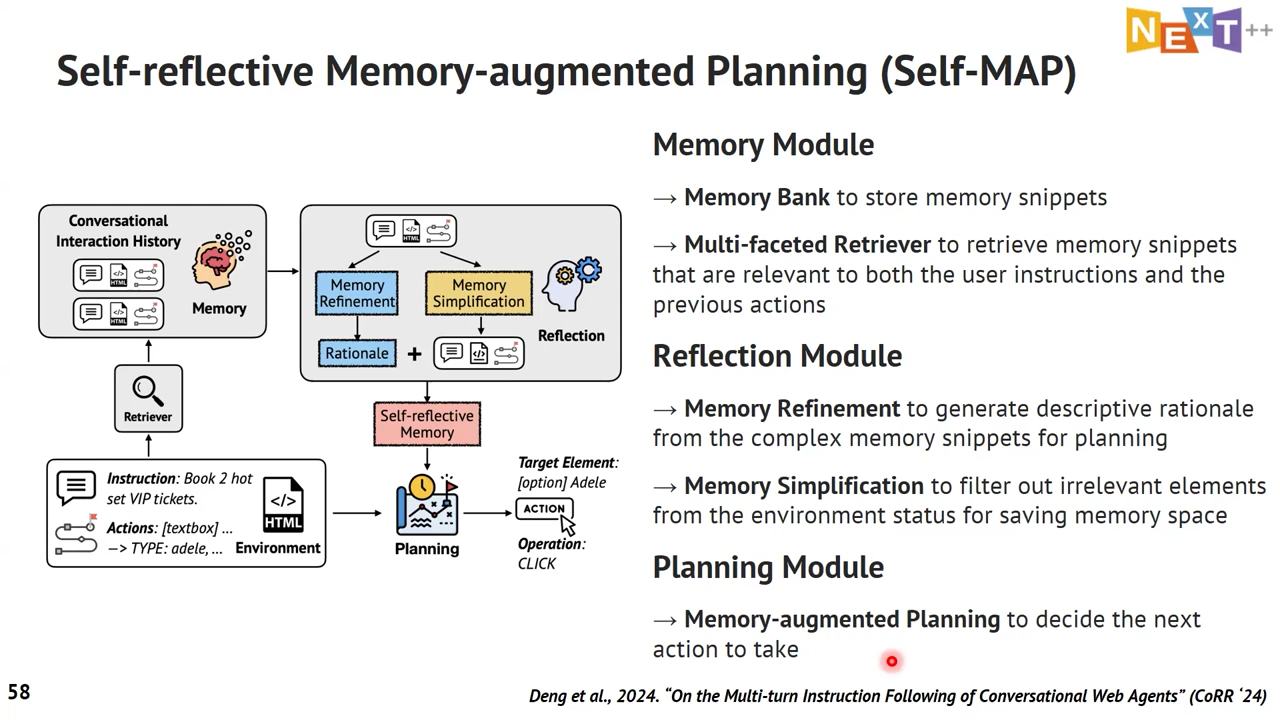 NExT++
Self-reflective Memory-augmented Planning (Self-MAP)
Conversational
Interaction History
</>
HTML
</>
HTML
Memory
Retriever
Instruction: Book 2 hot
set VIP tickets.
Actions: [textbox] ...
—> TYPE: adele, ...
</>
HTML
Environment
</>
HTML
Memory
Refinement
Memory
Simplification
Reflection
Rationale
+
</>
Self-reflective
Memory
Planning
Target Element:
[option] Adele
ACTION
Operation:
CLICK
Memory Module
→ Memory Bank to store memory snippets
→ Multi-faceted Retriever to retrieve memory snippets
that are relevant to both the user instructions and the
previous actions
Reflection Module
→ Memory Refinement to generate descriptive rationale
from the complex memory snippets for planning
→ Memory Simplification to filter out irrelevant elements
from the environment status for saving memory space
Planning Module
→ Memory-augmented Planning to decide the next
action to take
58
Deng et al., 2024. “On the Multi-turn Instruction Following of Conversational Web Agents” (CoRR ‘24)